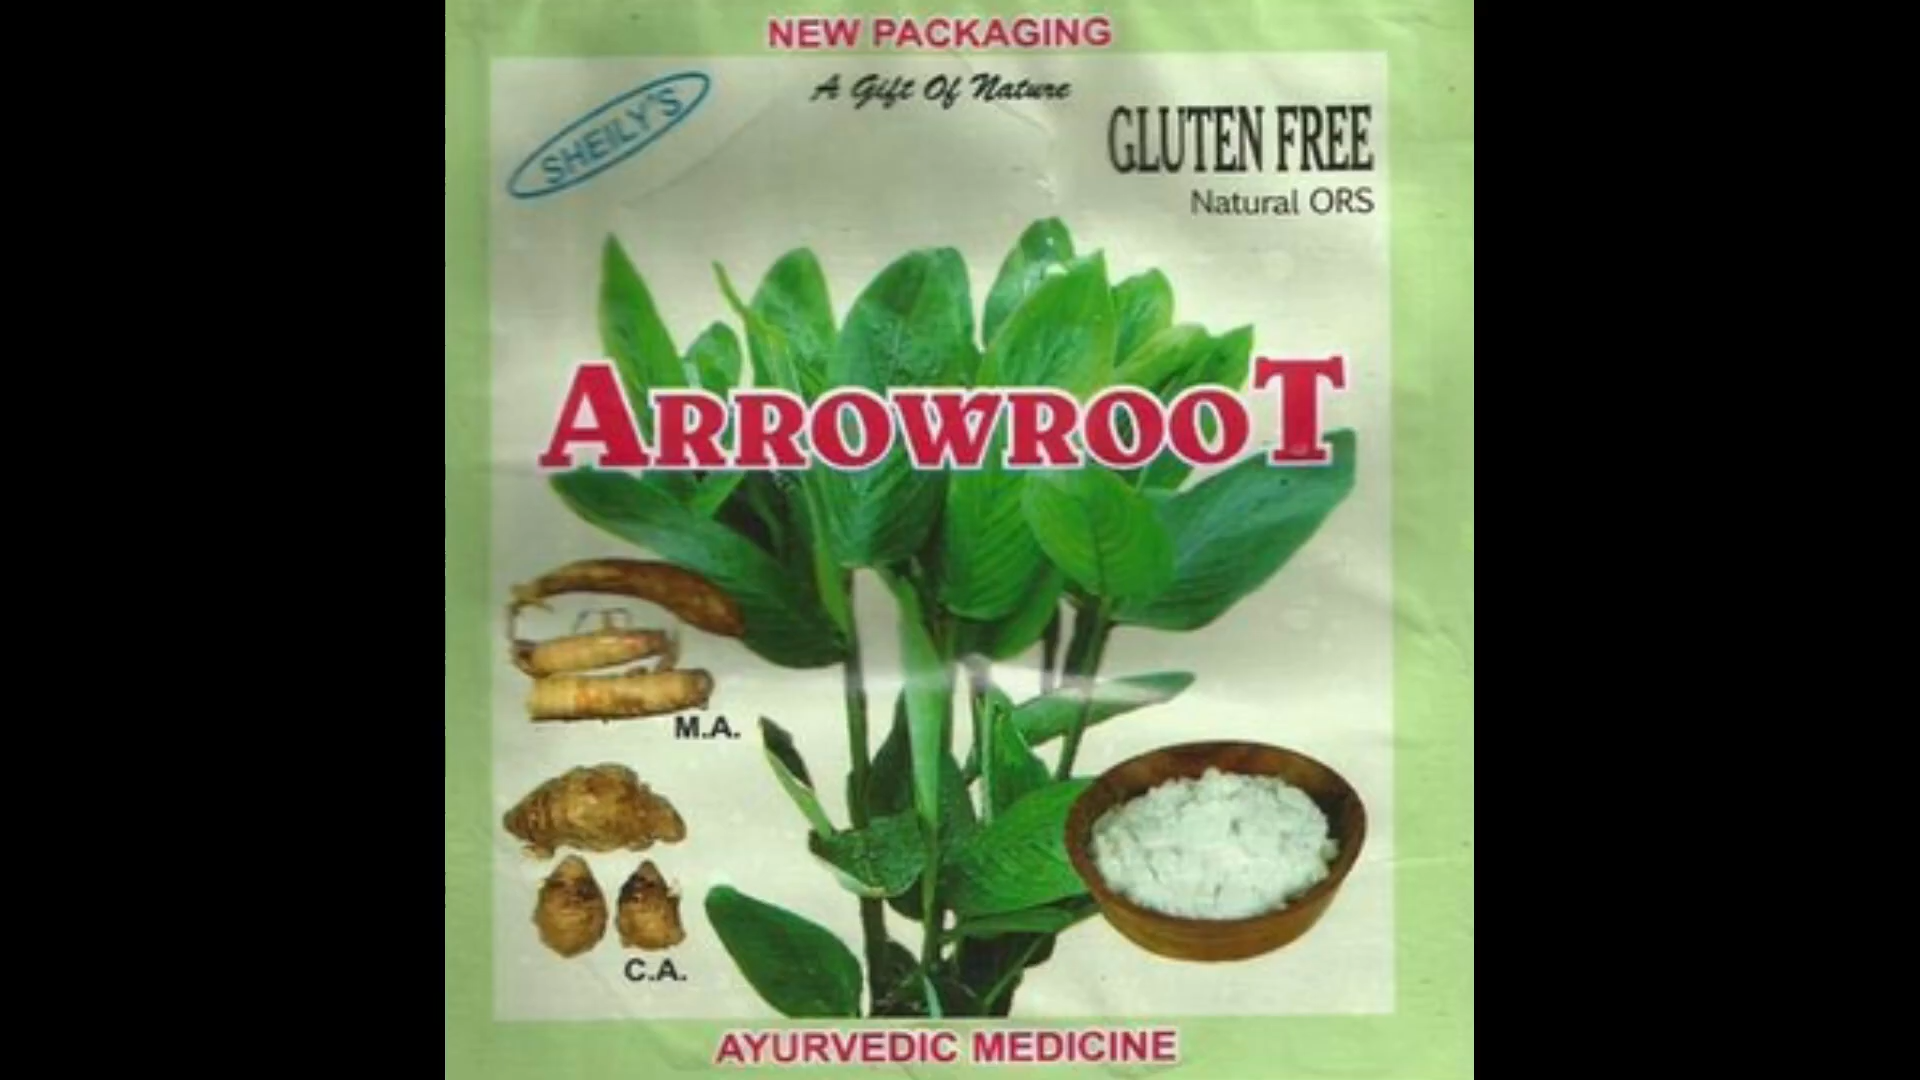 NEW PACKAGING
A Gift Of Nature
SHEILY'S
GLUTEN FREE
Natural ORS
ARROWROOT
M.A.
C.A.
AYURVEDIC MEDICINE